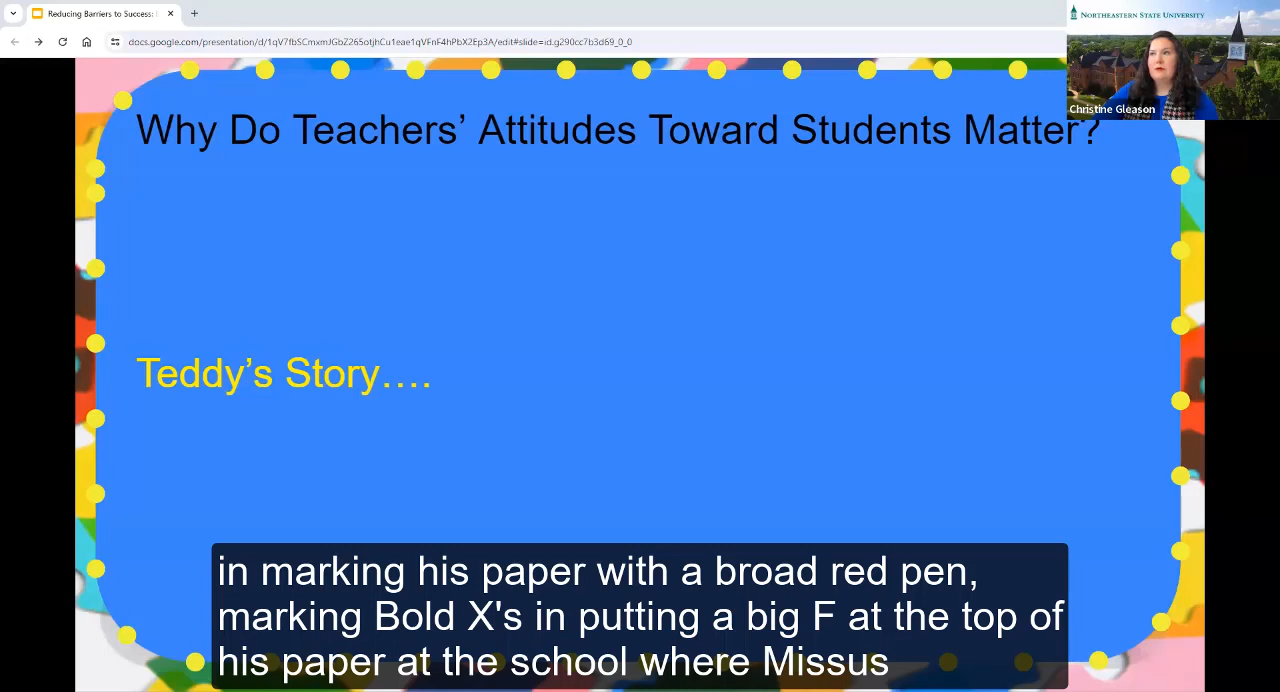 Reducing Barriers to Success: i
docs.google.com/presentation/d/1qV7fbSCmxmJGbZ265otjhCu1eae1qVFnF4hPbXzEp3A/edit#slide=id.g290cc7b3d69_0_0
NORTHEASTERN STATE UNIVERSITY
Christine Gleason
Why Do Teachers’ Attitudes Toward Students Matter?
Teddy’s Story….
in marking his paper with a broad red pen,
marking Bold X's in putting a big F at the top of
his paper at the school where Missus